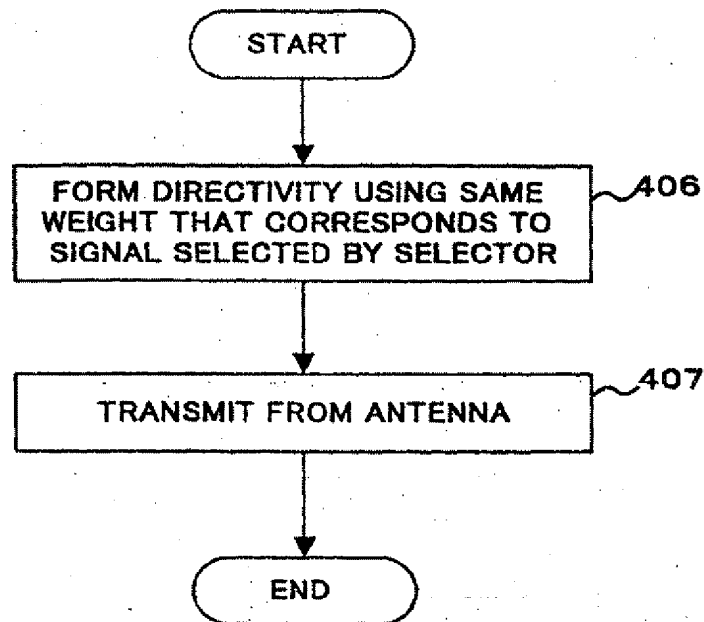 START
FORM DIRECTIVITY USING SAME
WEIGHT THAT CORRESPONDS TO
SIGNAL SELECTED BY SELECTOR
406
TRANSMIT FROM ANTENNA
407
END